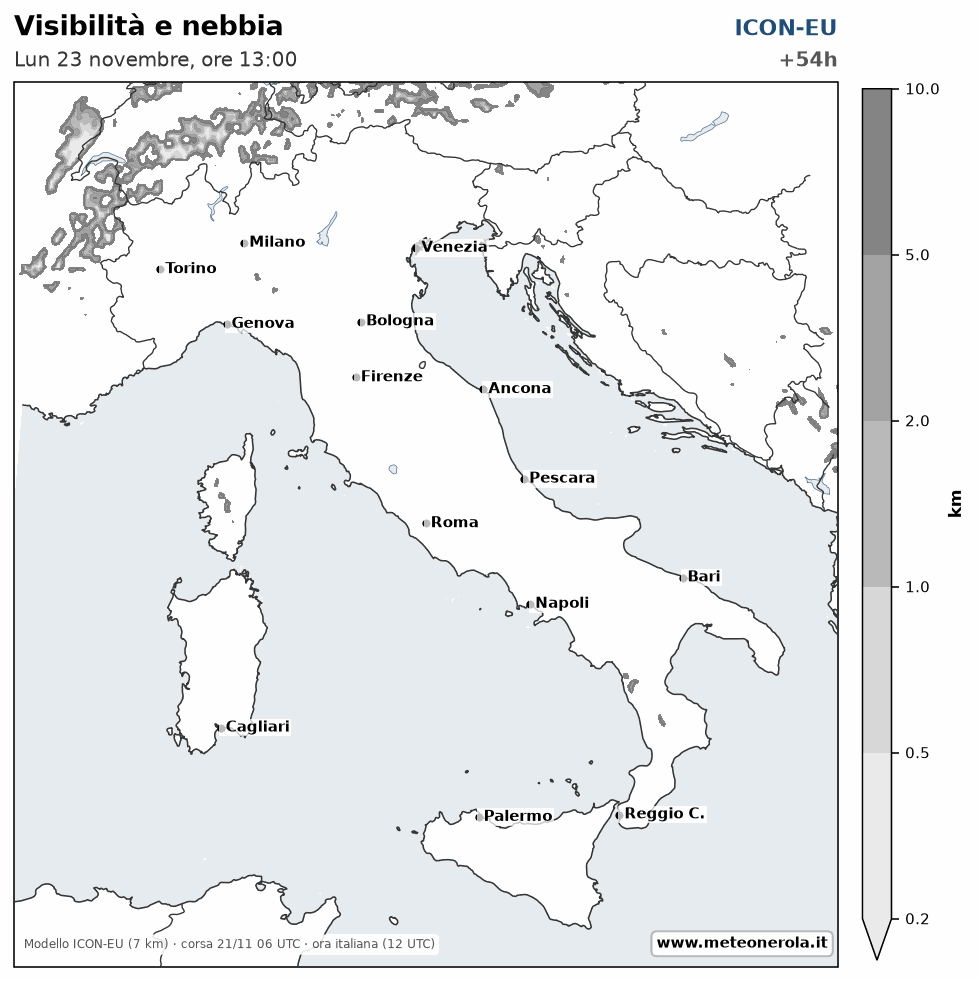 Visibilità e nebbia
ICON-EU
Lun 23 novembre, ore 13:00
+54h
10.0
5.0
2.0
1.0
0.5
0.2
km
Milano
Venezia
Torino
Genova
Bologna
Firenze
Ancona
Pescara
Roma
Bari
Napoli
Cagliari
Palermo
Reggio C.
Modello ICON-EU (7 km) · corsa 21/11 06 UTC · ora italiana (12 UTC)
www.meteonerola.it